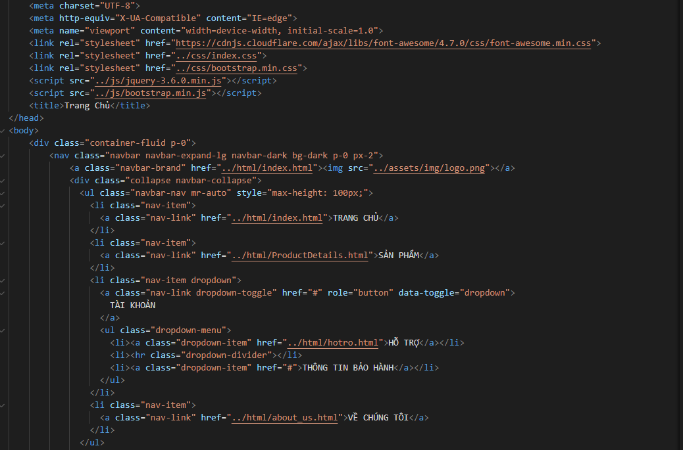 <meta charset="UTF-8">
<meta http-equiv="X-UA-Compatible" content="IE=edge">
<meta name="viewport" content="width=device-width, initial-scale=1.0">
<link rel="stylesheet" href="https://cdnjs.cloudflare.com/ajax/libs/font-awesome/4.7.0/css/font-awesome.min.css">
<link rel="stylesheet" href="../css/index.css">
<link rel="stylesheet" href="../css/bootstrap.min.css">
<script src="../js/jquery-3.6.0.min.js"></script>
<script src="../js/bootstrap.min.js"></script>
<title>Trang Chủ</title>
</head>
<body>
<div class="container-fluid p-0">
<nav class="navbar navbar-expand-lg navbar-dark bg-dark p-0 px-2">
<a class="navbar-brand" href="../html/index.html"><img src="../assets/img/logo.png"></a>
<div class="collapse navbar-collapse">
<ul class="navbar-nav mr-auto" style="max-height: 100px;">
<li class="nav-item">
<a class="nav-link" href="../html/index.html">TRANG CHỦ</a>
</li>
<li class="nav-item">
<a class="nav-link" href="../html/ProductDetails.html">SẢN PHẨM</a>
</li>
<li class="nav-item dropdown">
<a class="nav-link dropdown-toggle" href="#" role="button" data-toggle="dropdown">
TÀI KHOẢN
</a>
<ul class="dropdown-menu">
<li><a class="dropdown-item" href="../html/hotro.html">HỖ TRỢ</a></li>
<li><hr class="dropdown-divider"></li>
<li><a class="dropdown-item" href="#">THÔNG TIN BẢO HÀNH</a></li>
</ul>
</li>
<li class="nav-item">
<a class="nav-link" href="../html/about_us.html">VỀ CHÚNG TÔI</a>
</li>
</ul>